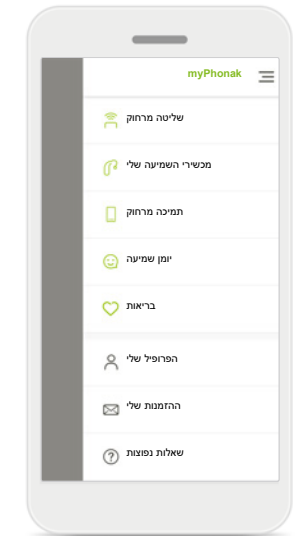 myPhonak
שליטה מרחוק
מכשירי השמיעה שלי
תמיכה מרחוק
יומן שמיעה
בריאות
הפרופיל שלי
ההזמנות שלי
שאלות נפוצות